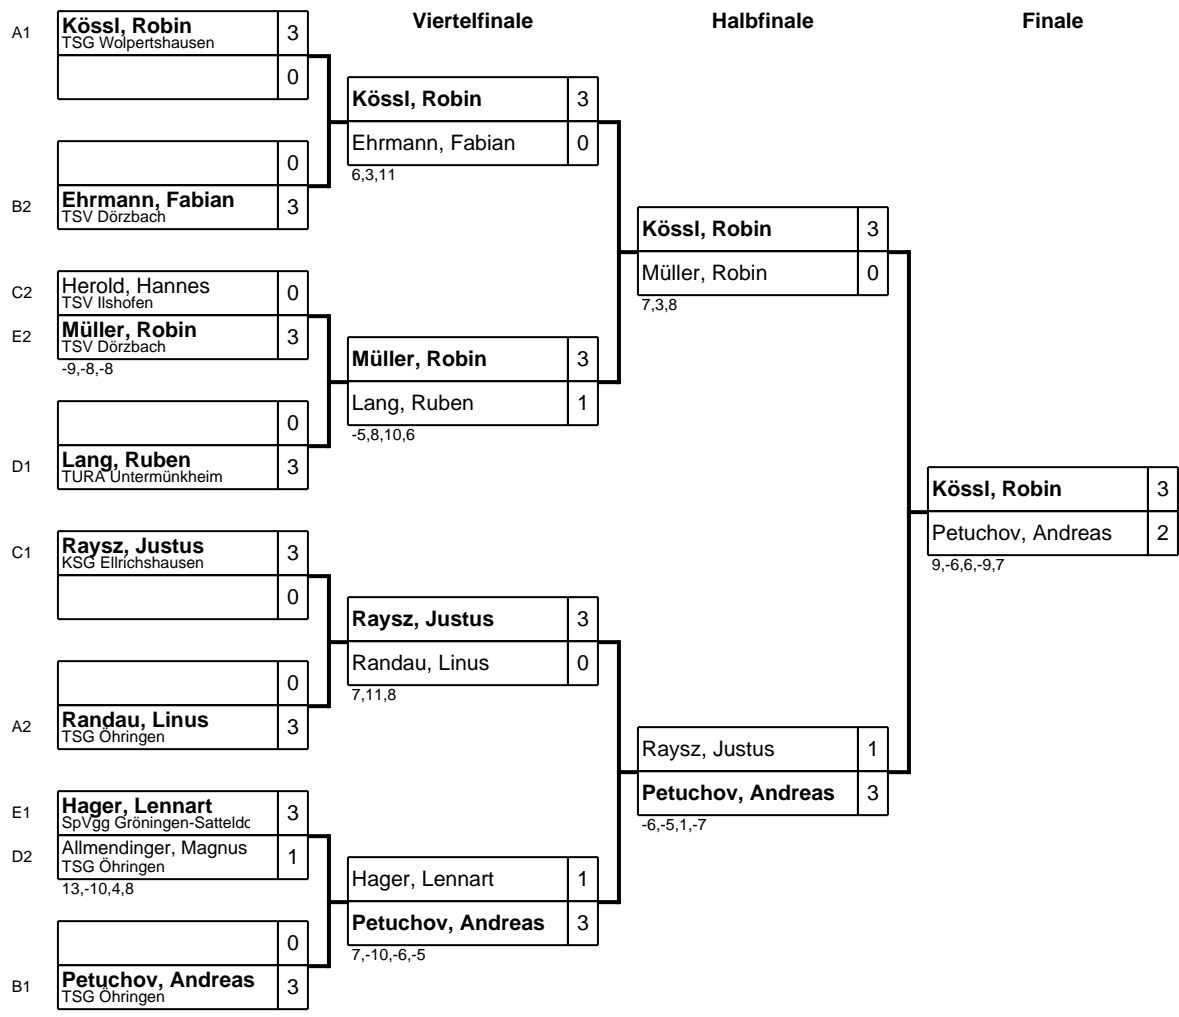 Viertelfinale
Halbfinale
Finale
A1
Kössl, Robin
3
TSG Wolpertshausen
0
0
B2
Ehrmann, Fabian
3
TSV Dörzbach
C2
Herold, Hannes
0
TSV Ilshofen
E2
Müller, Robin
3
TSV Dörzbach
-9,-8,-8
0
D1
Lang, Ruben
3
TURA Untermünkheim
C1
Raysz, Justus
3
KSG Ellrichshausen
0
0
A2
Randau, Linus
3
TSG Öhringen
E1
Hager, Lennart
3
SpVgg Gröningen-Satteldc
D2
Allmendinger, Magnus
1
TSG Öhringen
13,-10,4,8
0
B1
Petuchov, Andreas
3
TSG Öhringen
Kössl, Robin
3
Ehrmann, Fabian
0
6,3,11
Müller, Robin
3
Lang, Ruben
1
-5,8,10,6
Raysz, Justus
3
Randau, Linus
0
7,11,8
Hager, Lennart
1
Petuchov, Andreas
3
7,-10,-6,-5
Kössl, Robin
3
Müller, Robin
0
7,3,8
Raysz, Justus
1
Petuchov, Andreas
3
-6,-5,1,-7
Kössl, Robin
3
Petuchov, Andreas
2
9,-6,6,-9,7